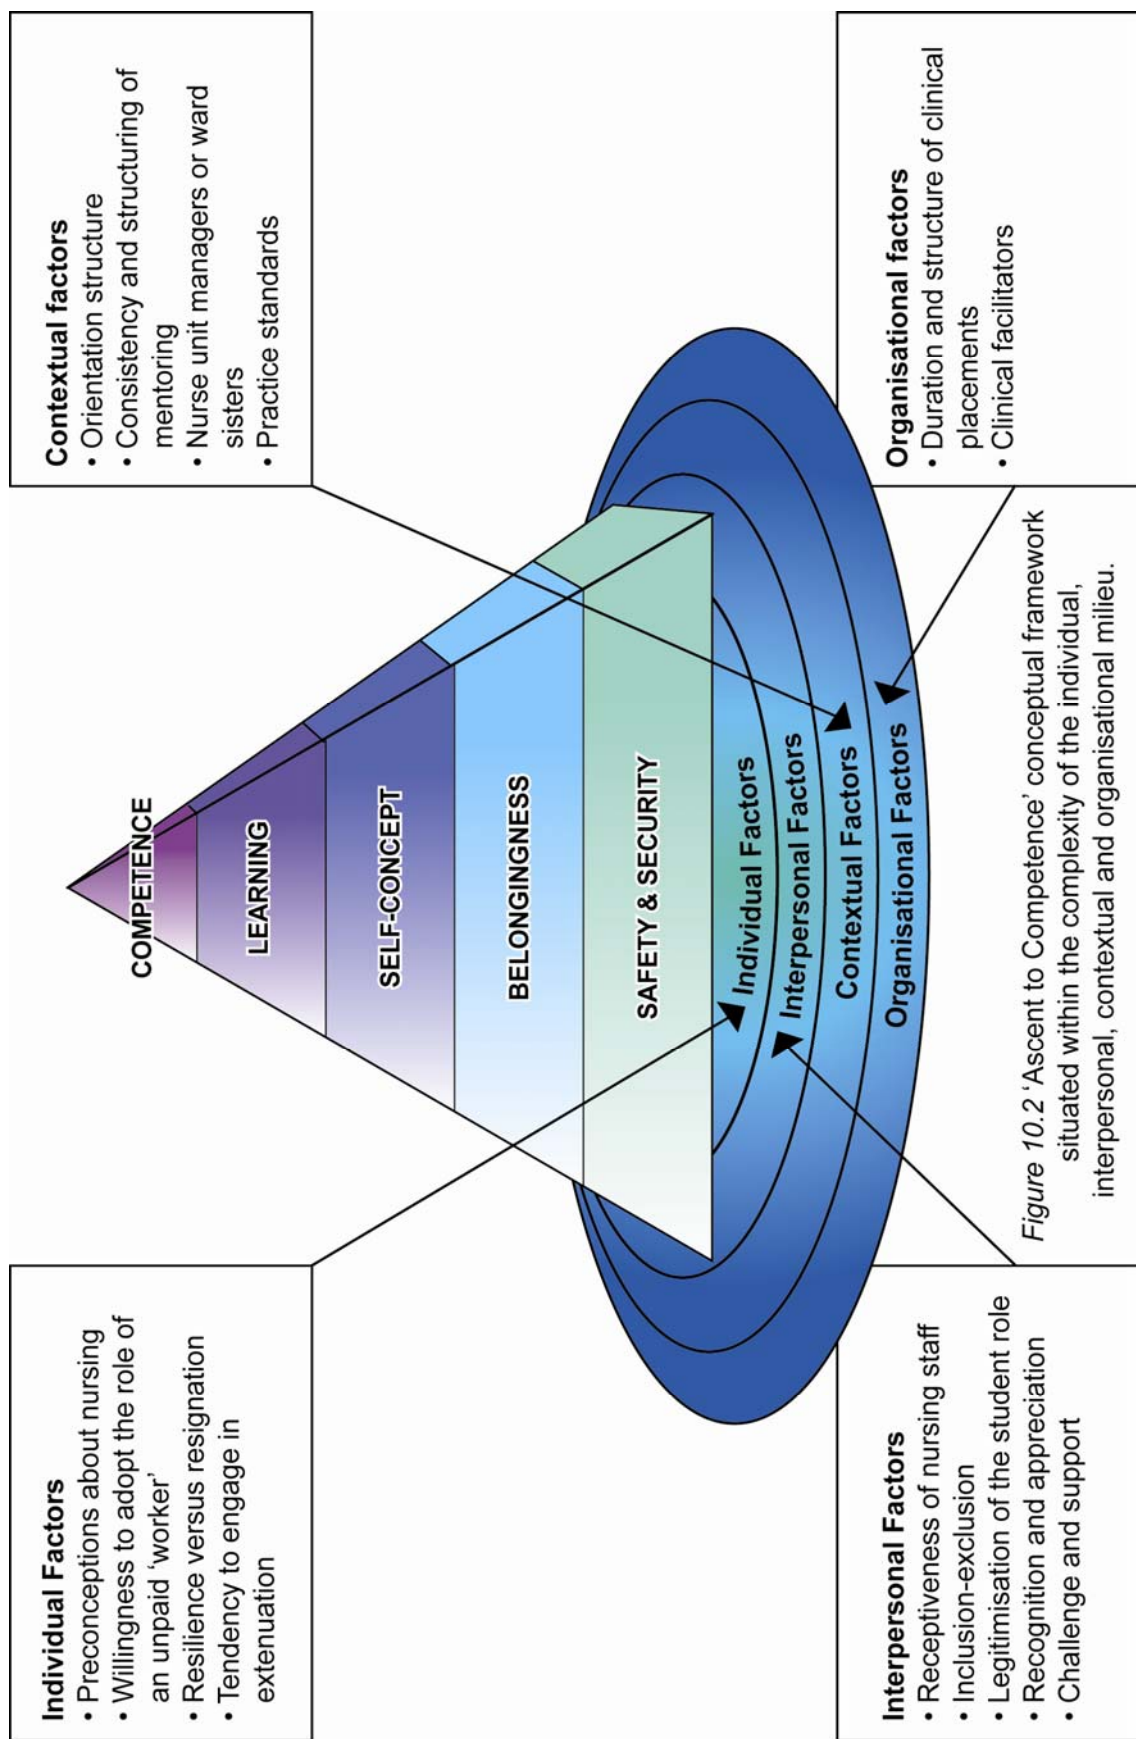 Individual Factors
• Preconceptions about nursing
• Willingness to adopt the role of
an unpaid ‘worker’
• Resilience versus resignation
• Tendency to engage in
extenuation
Contextual factors
• Orientation structure
• Consistency and structuring of
mentoring
• Nurse unit managers or ward
sisters
• Practice standards
COMPETENCE
LEARNING
SELF-CONCEPT
BELONGINGNESS
SAFETY & SECURITY
Individual Factors
Interpersonal Factors
Contextual Factors
Organisational Factors
Interpersonal Factors
• Receptiveness of nursing staff
• Inclusion-exclusion
• Legitimisation of the student role
• Recognition and appreciation
• Challenge and support
Organisational factors
• Duration and structure of clinical
placements
• Clinical facilitators
Figure 10.2 ‘Ascent to Competence’ conceptual framework
situated within the complexity of the individual,
interpersonal, contextual and organisational milieu.